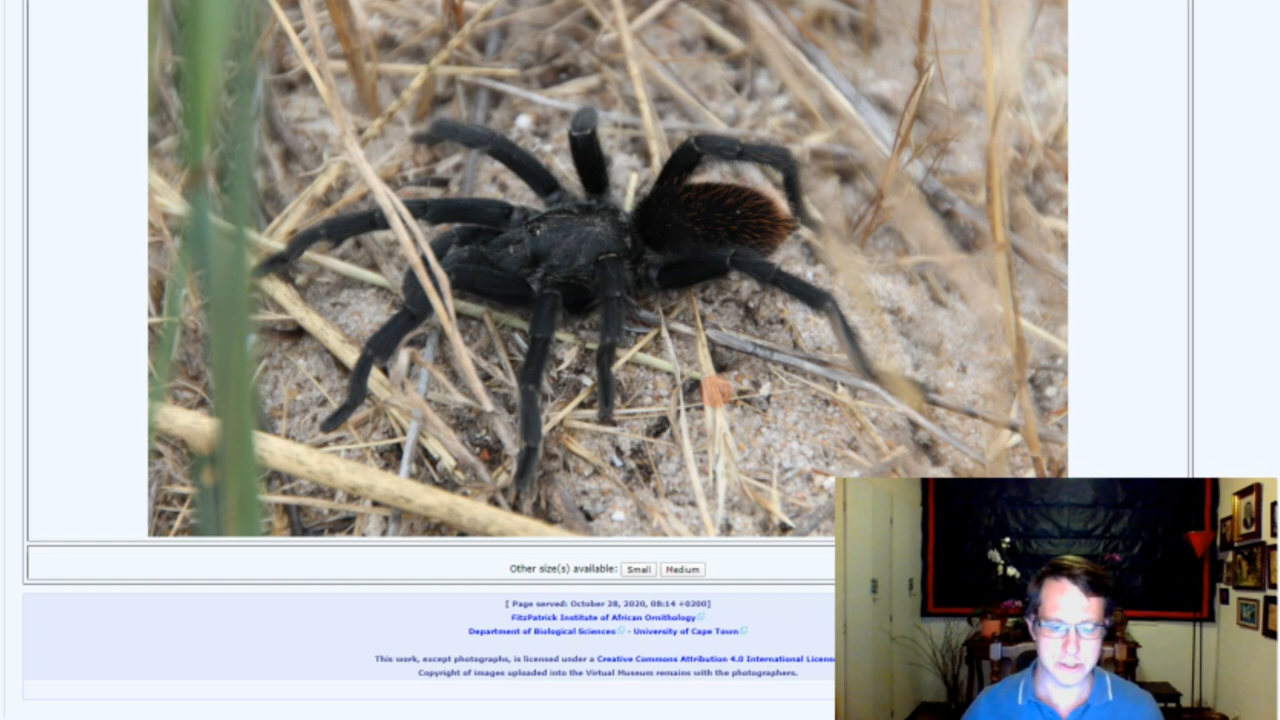 Other size(s) available: Small Medium
[ Page served: October 28, 2020, 08:14 +0200]
FitzPatrick Institute of African Ornithology
Department of Biological Sciences - University of Cape Town
This work, except photographs, is licensed under a Creative Commons Attribution 4.0 International License
Copyright of images uploaded into the Virtual Museum remains with the photographers.